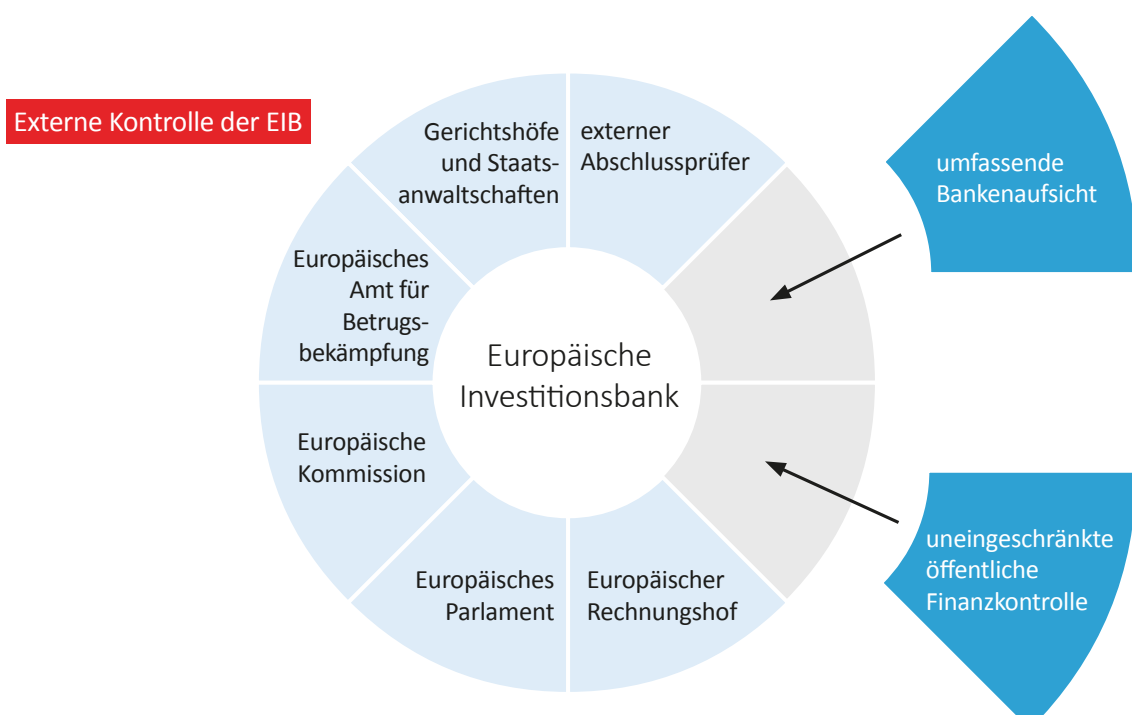 Externe Kontrolle der EIB
Gerichtshöfe
und Staats-
anwaltschaften
externer
Abschlussprüfer
umfassende
Bankenaufsicht
Europäisches
Amt für
Betrugs-
bekämpfung
Europäische
Investitionsbank
Europäische
Kommission
Europäisches
Parlament
Europäischer
Rechnungshof
uneingeschränkte
öffentliche
Finanzkontrolle